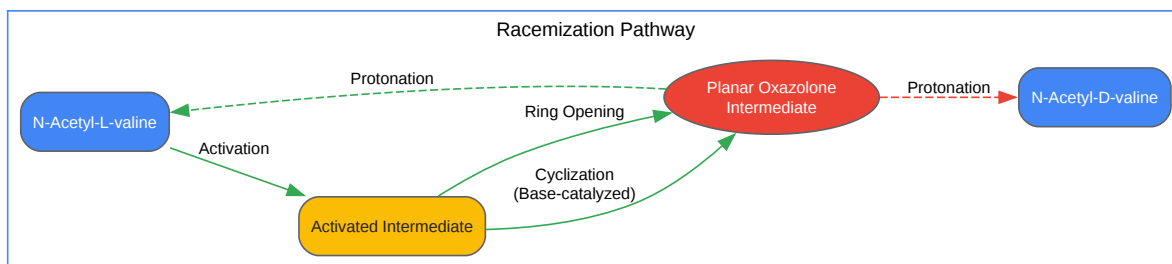 Racemization Pathway
Protonation
Planar Oxazolone
Intermediate
Protonation
N-Acetyl-D-valine
N-Acetyl-L-valine
Ring Opening
Activation
Cyclization
(Base-catalyzed)
Activated Intermediate